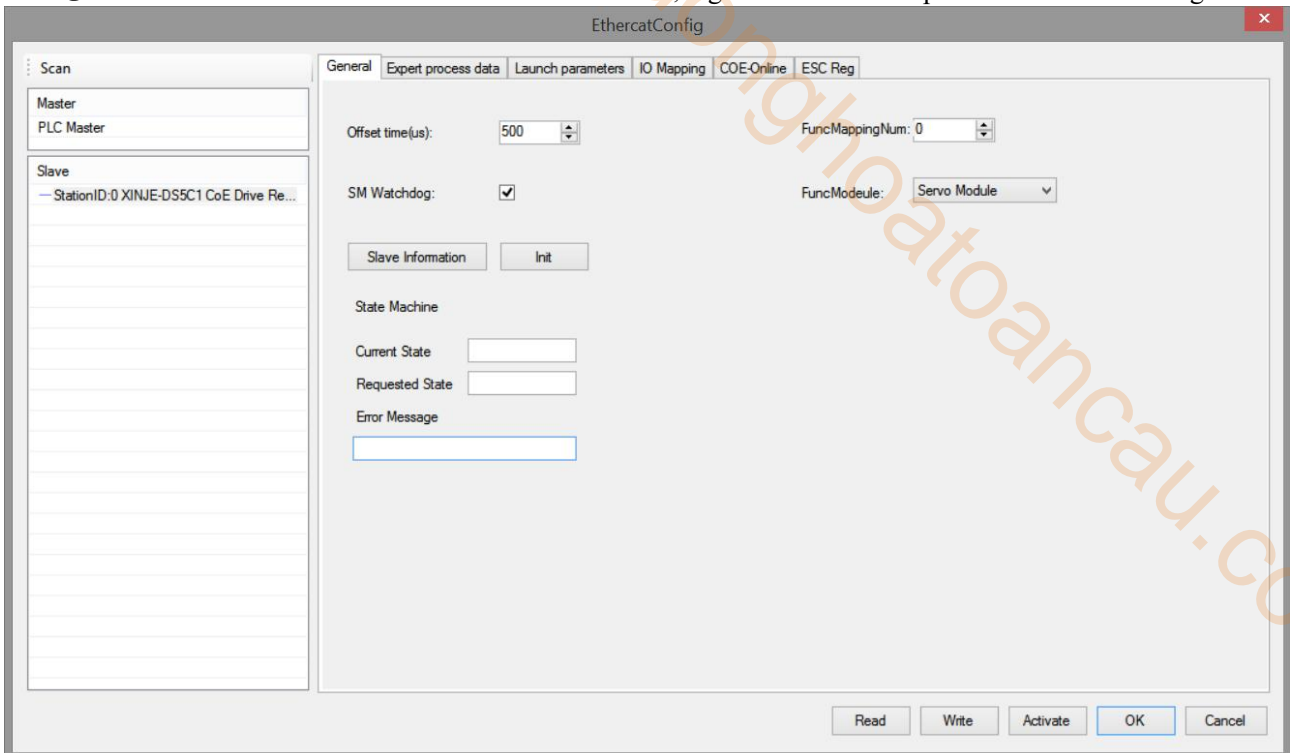 EthercatConfig
Scan
General Expert process data Launch parameters IO Mapping COE-Online ESC Reg
Master
PLC Master
Offset time(us): 500
FuncMappingNum: 0
Slave
StationID:0 XINJE-DS5C1 CoE Drive Re...
SM Watchdog:
FuncModeule: Servo Module
Slave Information Init
State Machine
Current State
Requested State
Error Message
Read Write Activate OK Cancel
onghoatoancau.co